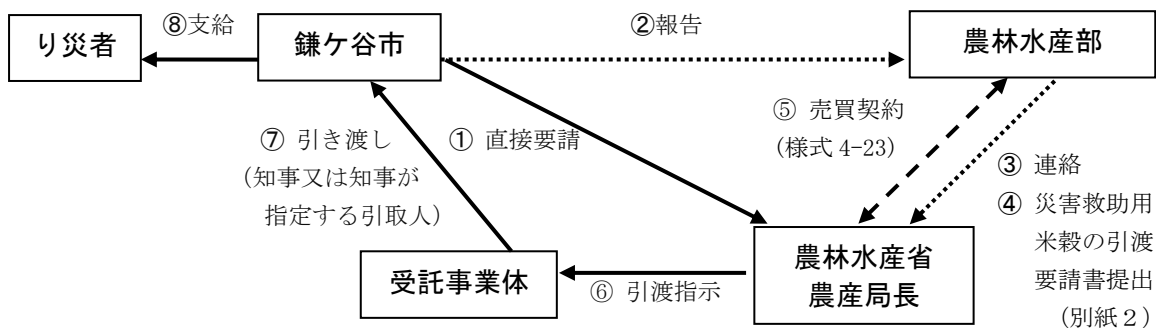 ⑧支給
②報告
り災者
鎌ケ谷市
農林水産部
⑤ 売買契約
(様式 4-23)
⑦ 引き渡し
(知事又は知事が
指定する引取人)
① 直接要請
③ 連絡
④ 災害救助用
米穀の引渡
要請書提出
(別紙２)
受託事業体
⑥ 引渡指示
農林水産省
農産局長